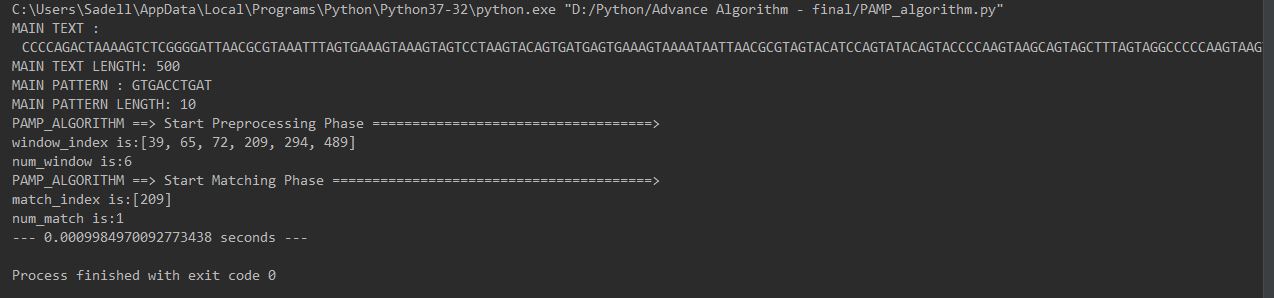 C:\Users\Sadell\AppData\Local\Programs\Python\Python37-32\python.exe "D:/Python/Advance Algorithm - final/PAMP_algorithm.py"
MAIN TEXT :
CCCCAGACTAAAAGTCTCGGGGATTAACGCGTAAATTTAGTGAAAGTAAAGTAGTCCTAAGTACAGTGATGAGTGAAAGTAAAATAATTAACGCGTAGTACATCCAGTATACAGTACCCCAAGTAAGCAGTAGCTTTAGTAGGCCCCCAAGTAAG
MAIN TEXT LENGTH: 500
MAIN PATTERN : GTGACCTGAT
MAIN PATTERN LENGTH: 10
PAMP_ALGORITHM ==> Start Preprocessing Phase ===================================>
window_index is:[39, 65, 72, 209, 294, 489]
num_window is:6
PAMP_ALGORITHM ==> Start Matching Phase ========================================>
match_index is:[209]
num_match is:1
--- 0.0009984970092773438 seconds ---
Process finished with exit code 0